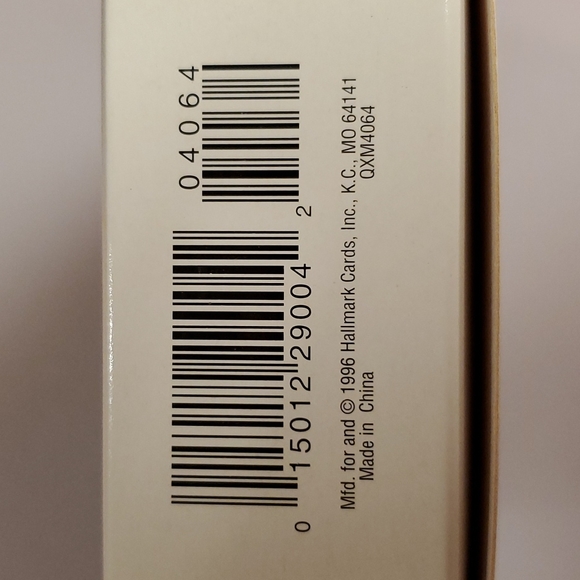 04064
0 15012 29004 2
Mfd. for and © 1996 Hallmark Cards, Inc., K.C., MO 64141
Made in China QXM4064